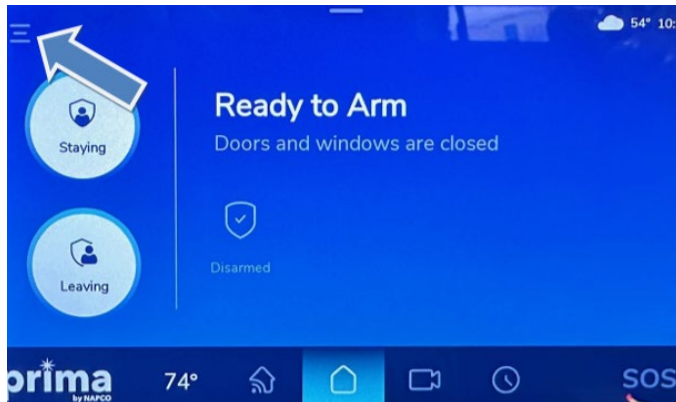 54° 10:
Ready to Arm
Doors and windows are closed
Staying
Disarmed
Leaving
prima
by NAPCO
74°
SOS